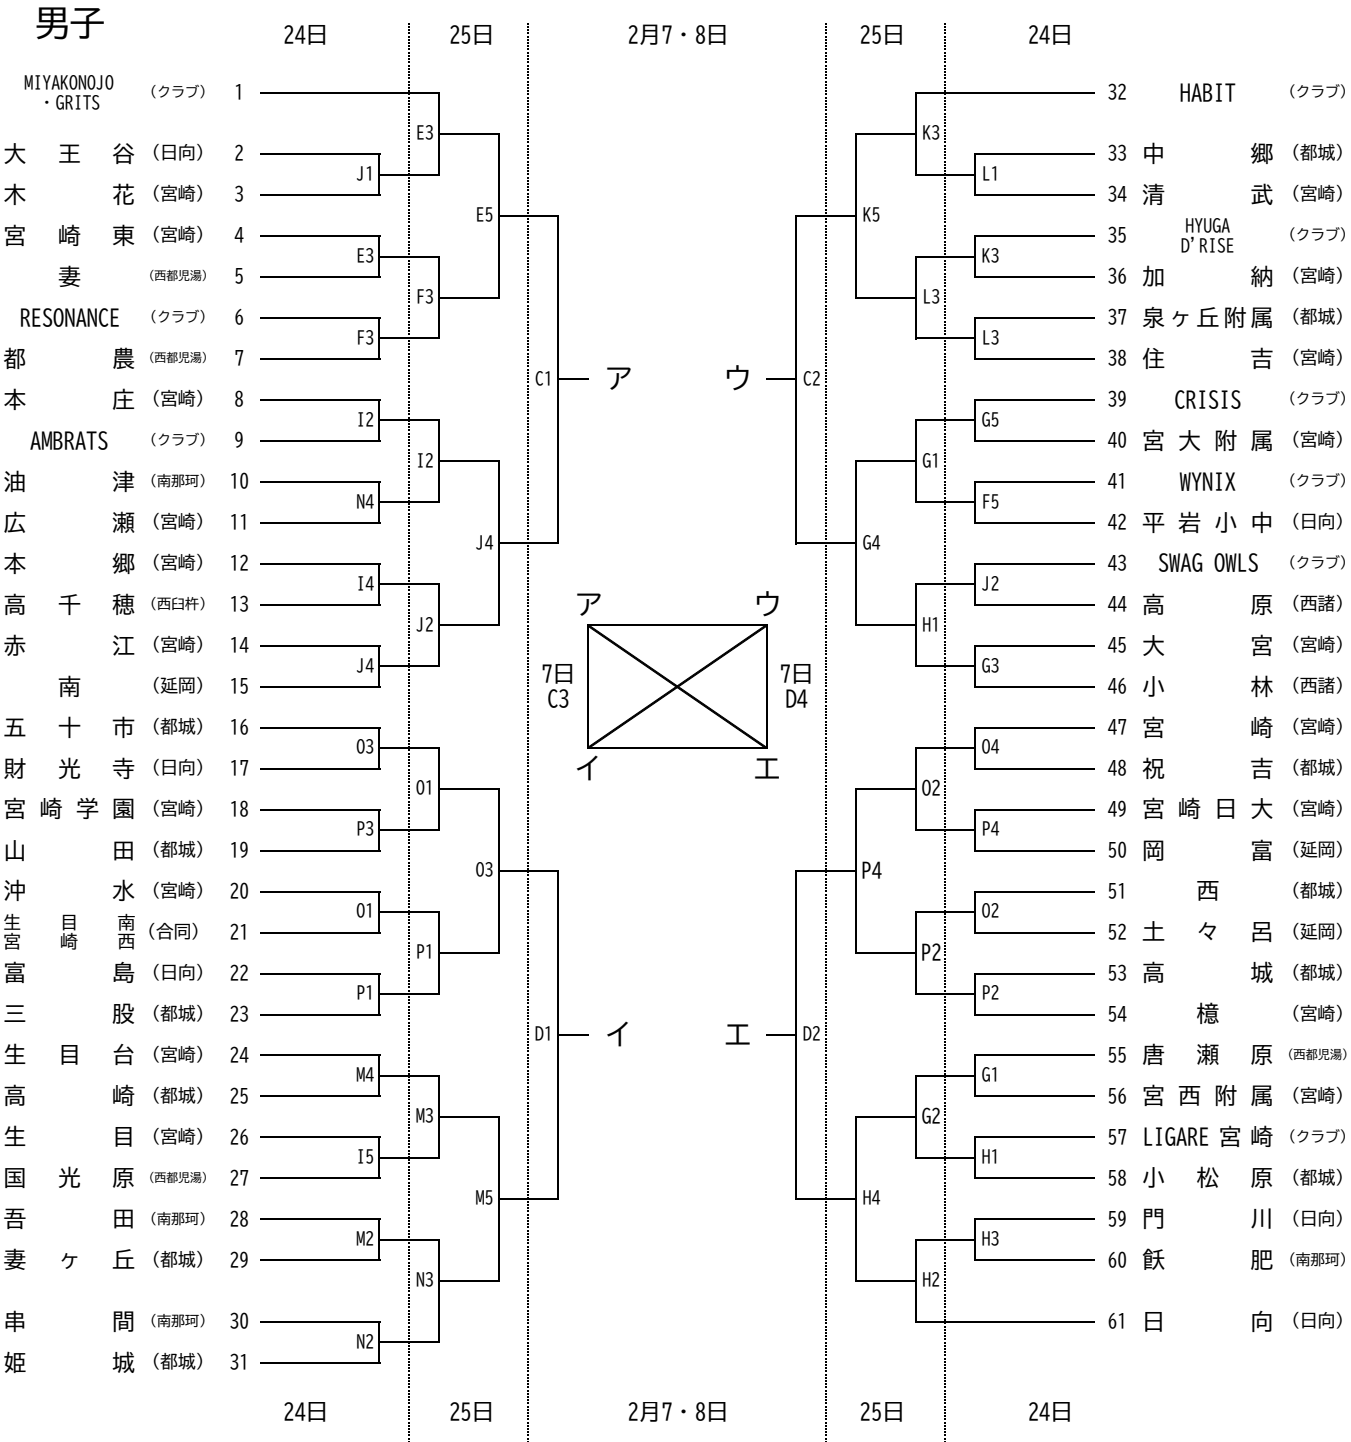 男子
24日 25日 2月7・8日 25日 24日
MIYAKONOJO
・GRITS (クラブ) 1
大王谷 (日向) 2
木花 (宮崎) 3
宮崎東 (宮崎) 4
妻 (西都児湯) 5
RESONANCE (クラブ) 6
都農 (西都児湯) 7
本庄 (宮崎) 8
AMBRATS (クラブ) 9
油津 (南那珂) 10
広瀬 (宮崎) 11
本郷 (宮崎) 12
高千穂 (西臼杵) 13
赤江 (宮崎) 14
南 (延岡) 15
五十市 (都城) 16
財光寺 (日向) 17
宮崎学園 (宮崎) 18
山田 (都城) 19
沖水 (宮崎) 20
生目南
宮崎西 (合同) 21
富島 (日向) 22
三股 (都城) 23
生目台 (宮崎) 24
高崎 (都城) 25
生目 (宮崎) 26
国光原 (西都児湯) 27
吾田 (南那珂) 28
妻ヶ丘 (都城) 29
串間 (南那珂) 30
姫城 (都城) 31
J1
E3
F3
I2
N4
I4
J4
O3
P3
O1
P1
M4
I5
M2
N2
E3
F3
I2
J2
O1
P1
M3
N3
E5
J4
O3
M5
C1
D1
ア
イ
ア ウ
7日
C3
7日
D4
イ エ
ウ
エ
C2
D2
K5
G4
P4
H4
K3
L3
G1
H1
O2
P2
G2
H2
L1
K3
L3
G5
F5
J2
G3
O4
P4
O2
P2
G1
H1
H3
32 HABIT (クラブ)
33 中郷 (都城)
34 清武 (宮崎)
35 HYUGA
D'RISE (クラブ)
36 加納 (宮崎)
37 泉ヶ丘附属 (都城)
38 住吉 (宮崎)
39 CRISIS (クラブ)
40 宮大附属 (宮崎)
41 WYNIX (クラブ)
42 平岩小中 (日向)
43 SWAG OWLS (クラブ)
44 高原 (西諸)
45 大宮 (宮崎)
46 小林 (西諸)
47 宮崎 (宮崎)
48 祝吉 (都城)
49 宮崎日大 (宮崎)
50 岡富 (延岡)
51 西 (都城)
52 土々呂 (延岡)
53 高城 (都城)
54 檍 (宮崎)
55 唐瀬原 (西都児湯)
56 宮西附属 (宮崎)
57 LIGARE宮崎 (クラブ)
58 小松原 (都城)
59 門川 (日向)
60 飫肥 (南那珂)
61 日向 (日向)
24日 25日 2月7・8日 25日 24日